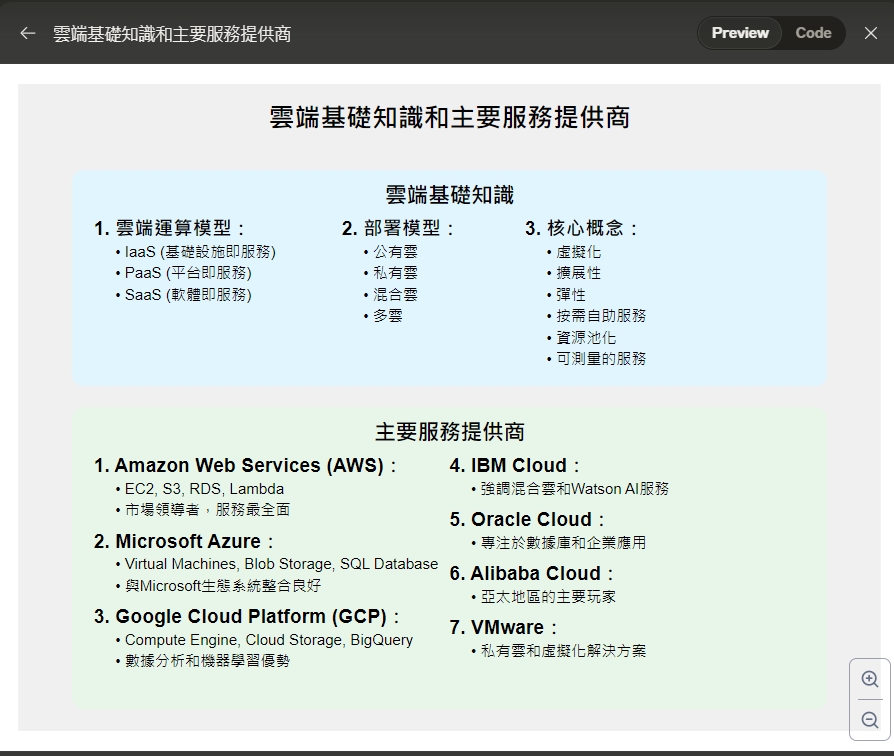 雲端基礎知識和主要服務提供商
Preview
Code
雲端基礎知識和主要服務提供商
雲端基礎知識
1. 雲端運算模型：
• IaaS (基礎設施即服務)
• PaaS (平台即服務)
• SaaS (軟體即服務)
2. 部署模型：
• 公有雲
• 私有雲
• 混合雲
• 多雲
3. 核心概念：
• 虛擬化
• 擴展性
• 彈性
• 按需自助服務
• 資源池化
• 可測量的服務
主要服務提供商
1. Amazon Web Services (AWS)：
• EC2, S3, RDS, Lambda
• 市場領導者，服務最全面
2. Microsoft Azure：
• Virtual Machines, Blob Storage, SQL Database
• 與Microsoft生態系統整合良好
3. Google Cloud Platform (GCP)：
• Compute Engine, Cloud Storage, BigQuery
• 數據分析和機器學習優勢
4. IBM Cloud：
• 強調混合雲和Watson AI服務
5. Oracle Cloud：
• 專注於數據庫和企業應用
6. Alibaba Cloud：
• 亞太地區的主要玩家
7. VMware：
• 私有雲和虛擬化解決方案